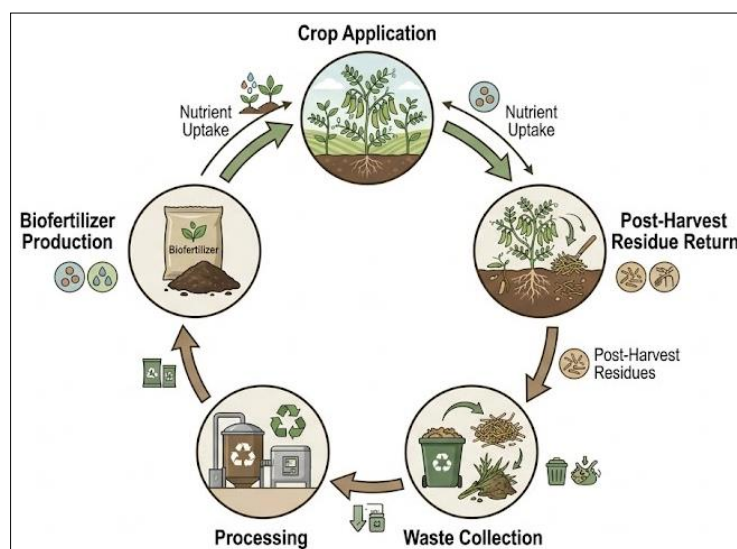 Crop Application
Nutrient
Uptake
Nutrient
Uptake
Biofertilizer
Production
Biofertilizer
Post-Harvest
Residue Return
Post-Harvest
Residues
Processing
Waste Collection